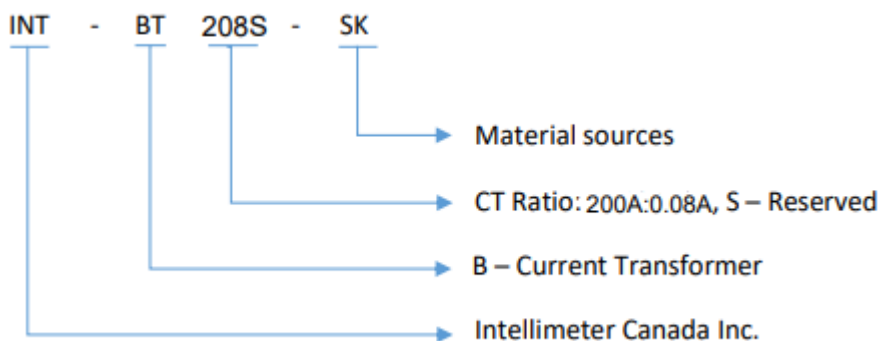 INT - BT 208S - SK
Material sources
CT Ratio: 200A:0.08A, S – Reserved
B – Current Transformer
Intellimeter Canada Inc.